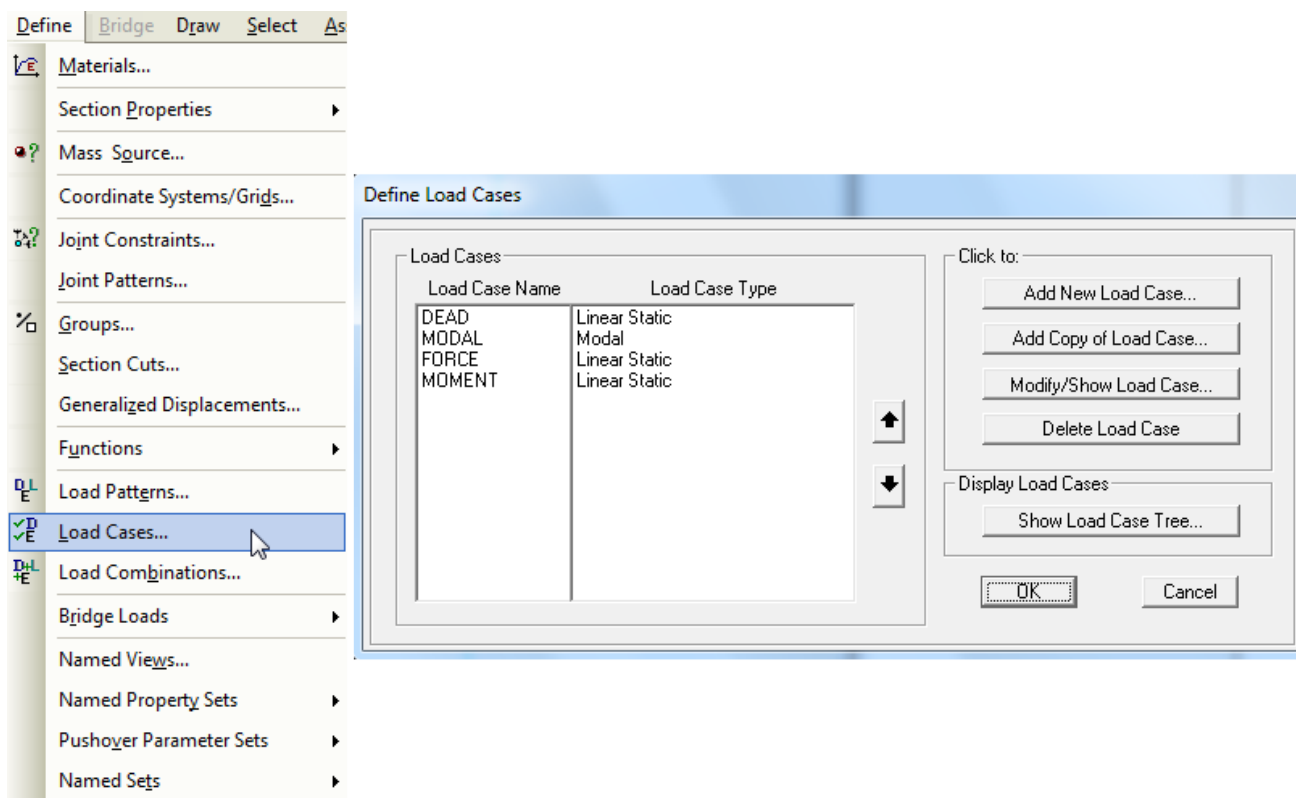 Define Bridge Draw Select As
Materials...
Section Properties
Mass Source...
Coordinate Systems/Grids...
Joint Constraints...
Joint Patterns...
Groups...
Section Cuts...
Generalized Displacements...
Functions
Load Patterns...
Load Cases...
Load Combinations...
Bridge Loads
Named Views...
Named Property Sets
Pushover Parameter Sets
Named Sets
Define Load Cases
Load Cases
Load Case Name Load Case Type
DEAD Linear Static
MODAL Modal
FORCE Linear Static
MOMENT Linear Static
Click to:
Add New Load Case...
Add Copy of Load Case...
Modify/Show Load Case...
Delete Load Case
Display Load Cases
Show Load Case Tree...
OK Cancel